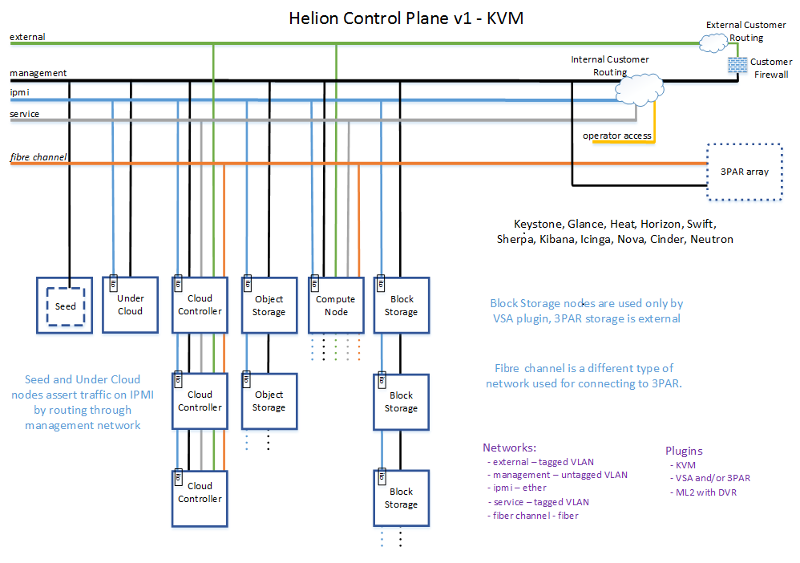 Helion Control Plane v1 - KVM
External Customer
Routing
external
Internal Customer
Routing
Customer
Firewall
management
ipmi
service
operator access
fibre channel
3PAR array
Keystone, Glance, Heat, Horizon, Swift,
Sherpa, Kibana, Icinga, Nova, Cinder, Neutron
Seed
Under
Cloud
Cloud
Controller
Object
Storage
Compute
Node
Block
Storage
Block Storage nodes are used only by
VSA plugin, 3PAR storage is external
Fibre channel is a different type of
network used for connecting to 3PAR.
Seed and Under Cloud
nodes assert traffic on IPMI
by routing through
management network
Cloud
Controller
Object
Storage
Block
Storage
Cloud
Controller
Block
Storage
Networks:
- external – tagged VLAN
- management – untagged VLAN
- ipmi – ether
- service – tagged VLAN
- fiber channel - fiber
Plugins
- KVM
- VSA and/or 3PAR
- ML2 with DVR